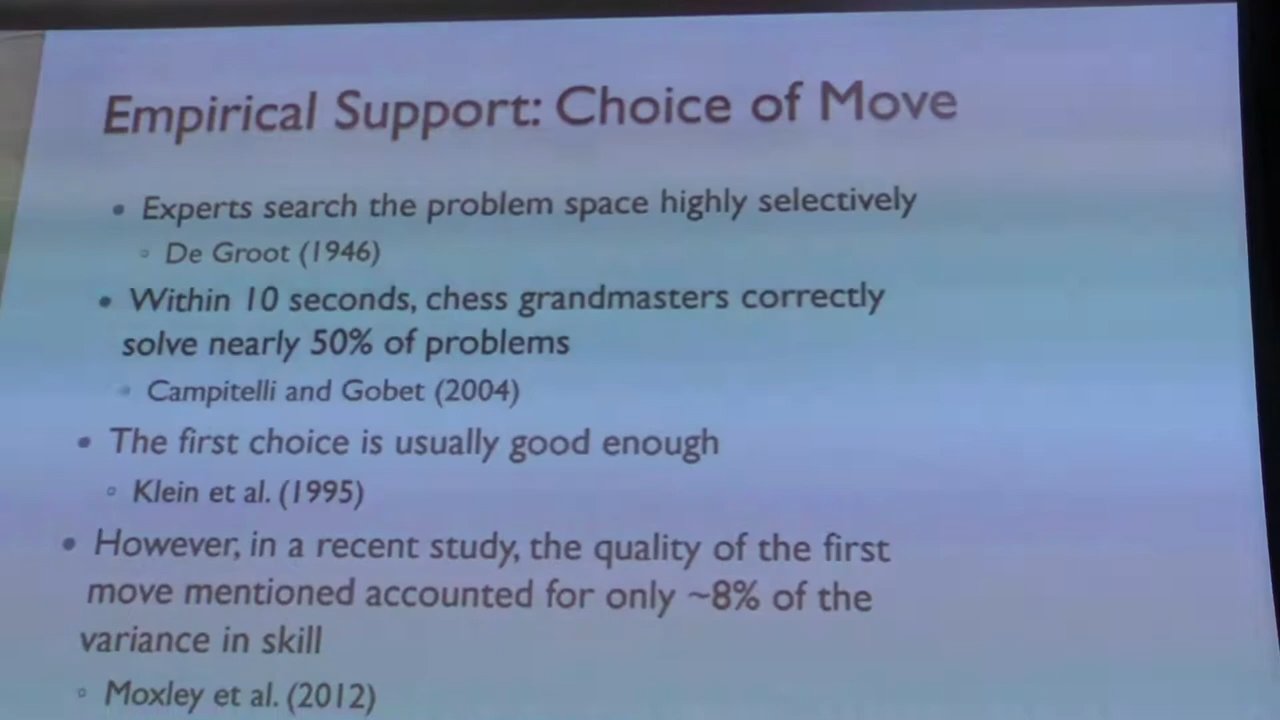 Empirical Support: Choice of Move
• Experts search the problem space highly selectively
◦ De Groot (1946)
• Within 10 seconds, chess grandmasters correctly
solve nearly 50% of problems
◦ Campitelli and Gobet (2004)
• The first choice is usually good enough
◦ Klein et al. (1995)
• However, in a recent study, the quality of the first
move mentioned accounted for only ~8% of the
variance in skill
◦ Moxley et al. (2012)